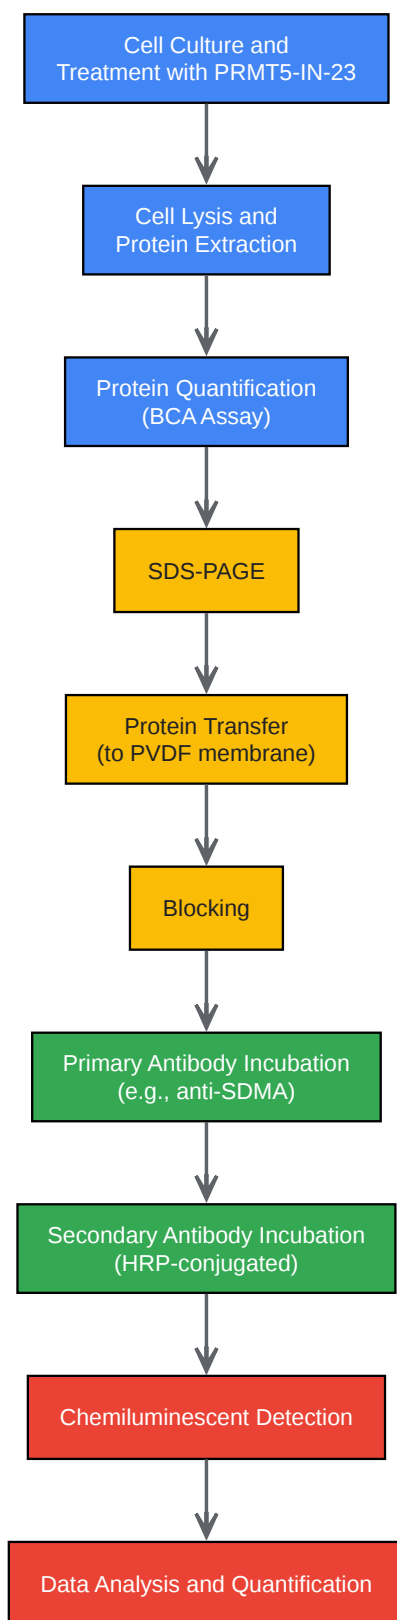 Cell Culture and
Treatment with PRMT5-IN-23
Cell Lysis and
Protein Extraction
Protein Quantification
(BCA Assay)
SDS-PAGE
Protein Transfer
(to PVDF membrane)
Blocking
Primary Antibody Incubation
(e.g., anti-SDMA)
Secondary Antibody Incubation
(HRP-conjugated)
Chemiluminescent Detection
Data Analysis and Quantification